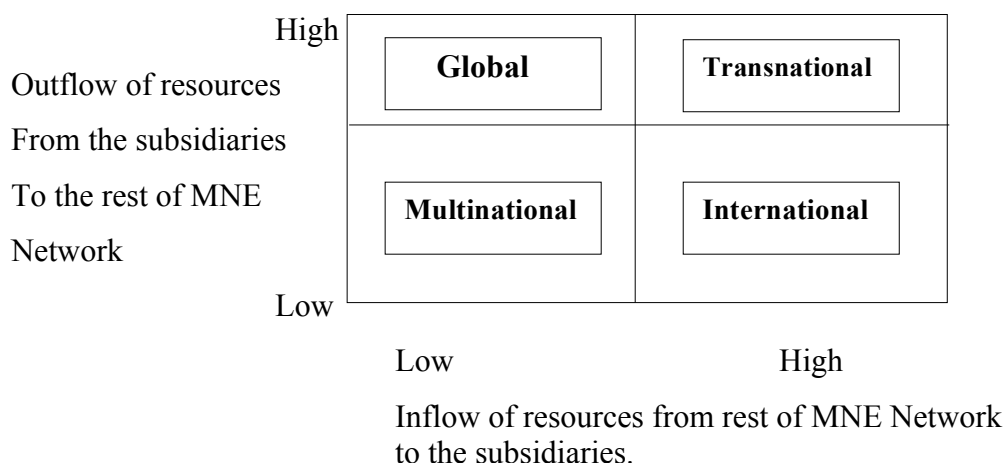 High
Global
Transnational
Outflow of resources
From the subsidiaries
To the rest of MNE
Network
Multinational
International
Low
Low High
Inflow of resources from rest of MNE Network
to the subsidiaries.